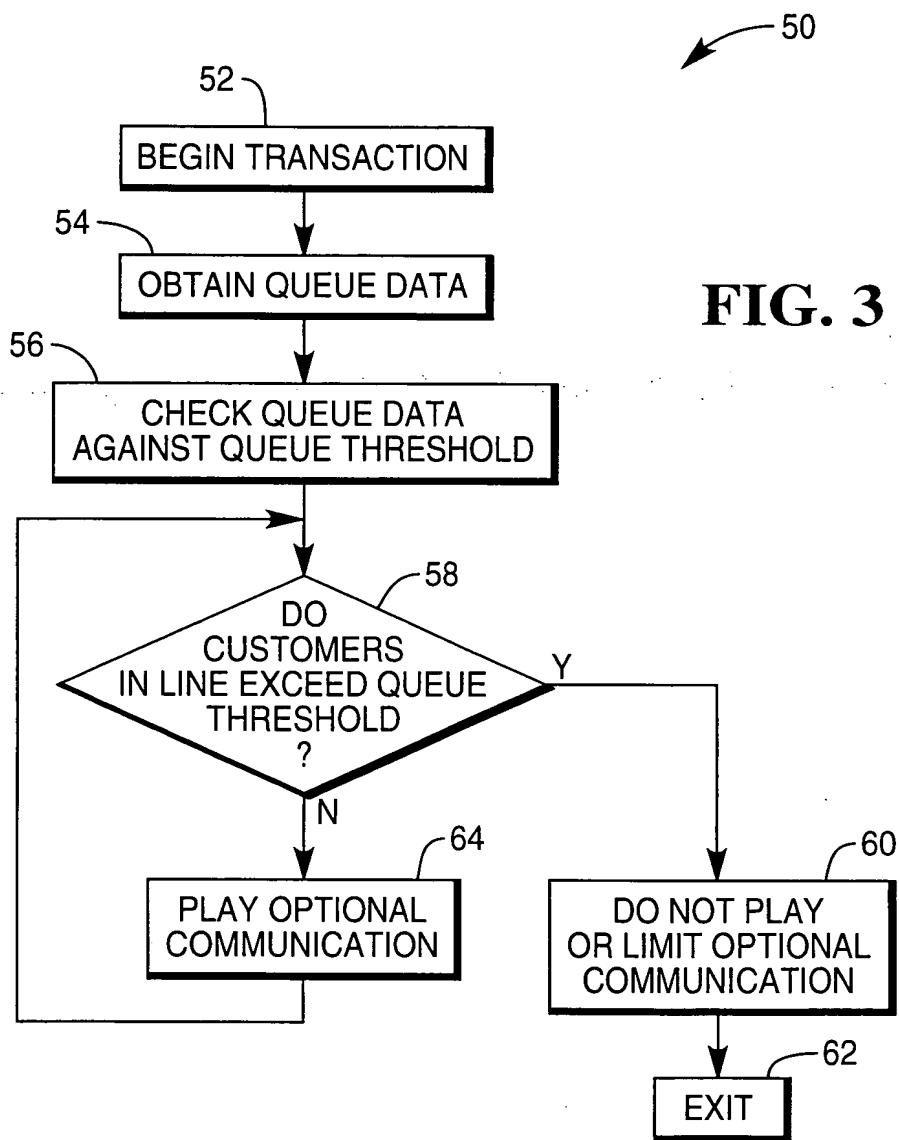 50
52
BEGIN TRANSACTION
54
OBTAIN QUEUE DATA
FIG. 3
56
CHECK QUEUE DATA
AGAINST QUEUE THRESHOLD
58
DO
CUSTOMERS
IN LINE EXCEED QUEUE
THRESHOLD
?
Y
N
64
PLAY OPTIONAL
COMMUNICATION
60
DO NOT PLAY
OR LIMIT OPTIONAL
COMMUNICATION
62
EXIT